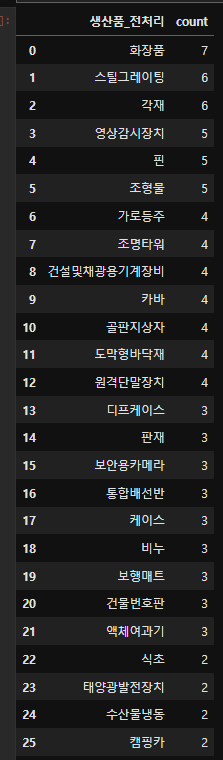 ]:
생산품_전처리 count
0 화장품 7
1 스틸그레이팅 6
2 각재 6
3 영상감시장치 5
4 핀 5
5 조형물 5
6 가로등주 4
7 조명타워 4
8 건설및채광용기계장비 4
9 카바 4
10 골판지상자 4
11 도막형바닥재 4
12 원격단말장치 4
13 디프케이스 3
14 판재 3
15 보안용카메라 3
16 통합배선반 3
17 케이스 3
18 비누 3
19 보행매트 3
20 건물번호판 3
21 액체여과기 3
22 식초 2
23 태양광발전장치 2
24 수산물냉동 2
25 캠핑카 2